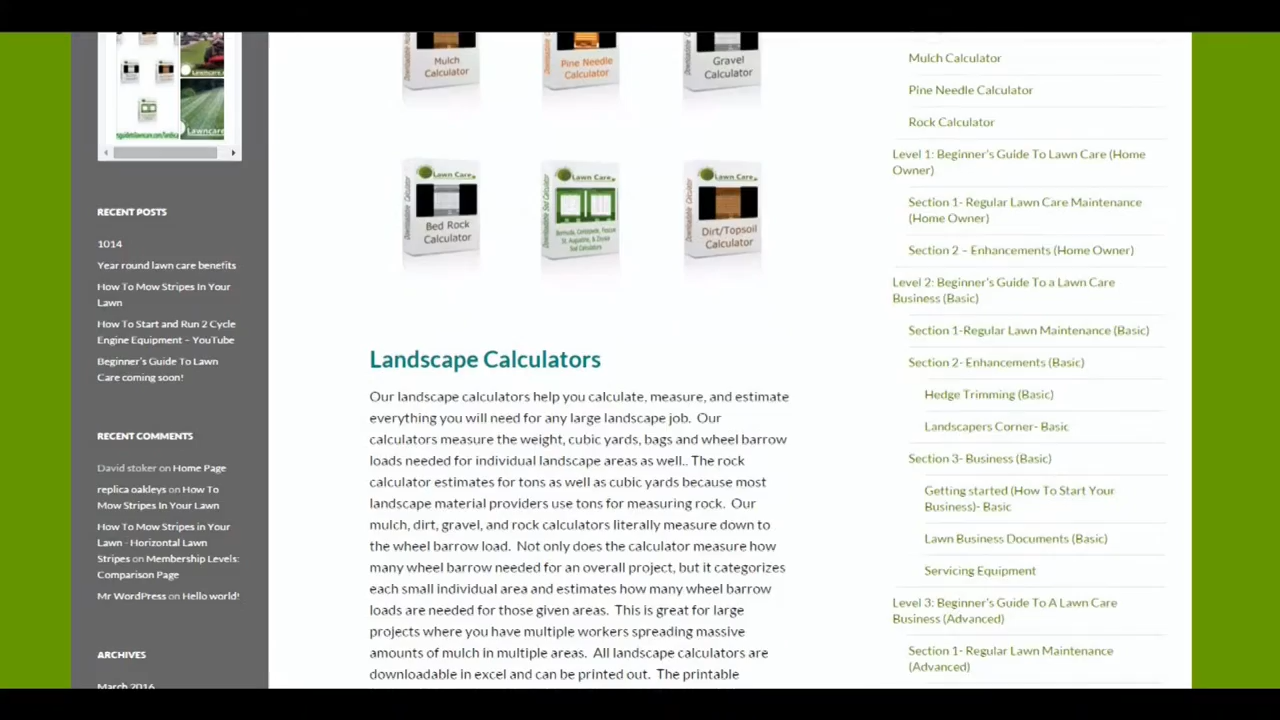 Lawncare
RECENT POSTS
1014
Year round lawn care benefits
How To Mow Stripes In Your
Lawn
How To Start and Run 2 Cycle
Engine Equipment – YouTube
Beginner's Guide To Lawn
Care coming soon!
RECENT COMMENTS
David stoker on Home Page
replica oakleys on How To
Mow Stripes In Your Lawn
How To Mow Stripes in Your
Lawn - Horizontal Lawn
Stripes on Membership Levels:
Comparison Page
Mr WordPress on Hello world!
ARCHIVES
March 2016
Mulch
Calculator
Pine Needle
Calculator
Gravel
Calculator
Lawn Care
Bed Rock
Calculator
Lawn Care
Bermuda, Centipede, Fescue
St. Augustine, & Zoysia
Sod Calculators
Lawn Care
Dirt/Topsoil
Calculator
Landscape Calculators
Our landscape calculators help you calculate, measure, and estimate
everything you will need for any large landscape job. Our
calculators measure the weight, cubic yards, bags and wheel barrow
loads needed for individual landscape areas as well.. The rock
calculator estimates for tons as well as cubic yards because most
landscape material providers use tons for measuring rock. Our
mulch, dirt, gravel, and rock calculators literally measure down to
the wheel barrow load. Not only does the calculator measure how
many wheel barrow needed for an overall project, but it categorizes
each small individual area and estimates how many wheel barrow
loads are needed for those given areas. This is great for large
projects where you have multiple workers spreading massive
amounts of mulch in multiple areas. All landscape calculators are
downloadable in excel and can be printed out. The printable
Mulch Calculator
Pine Needle Calculator
Rock Calculator
Level 1: Beginner's Guide To Lawn Care (Home
Owner)
Section 1- Regular Lawn Care Maintenance
(Home Owner)
Section 2 – Enhancements (Home Owner)
Level 2: Beginner's Guide To a Lawn Care
Business (Basic)
Section 1-Regular Lawn Maintenance (Basic)
Section 2- Enhancements (Basic)
Hedge Trimming (Basic)
Landscapers Corner- Basic
Section 3- Business (Basic)
Getting started (How To Start Your
Business)- Basic
Lawn Business Documents (Basic)
Servicing Equipment
Level 3: Beginner's Guide To A Lawn Care
Business (Advanced)
Section 1- Regular Lawn Maintenance
(Advanced)